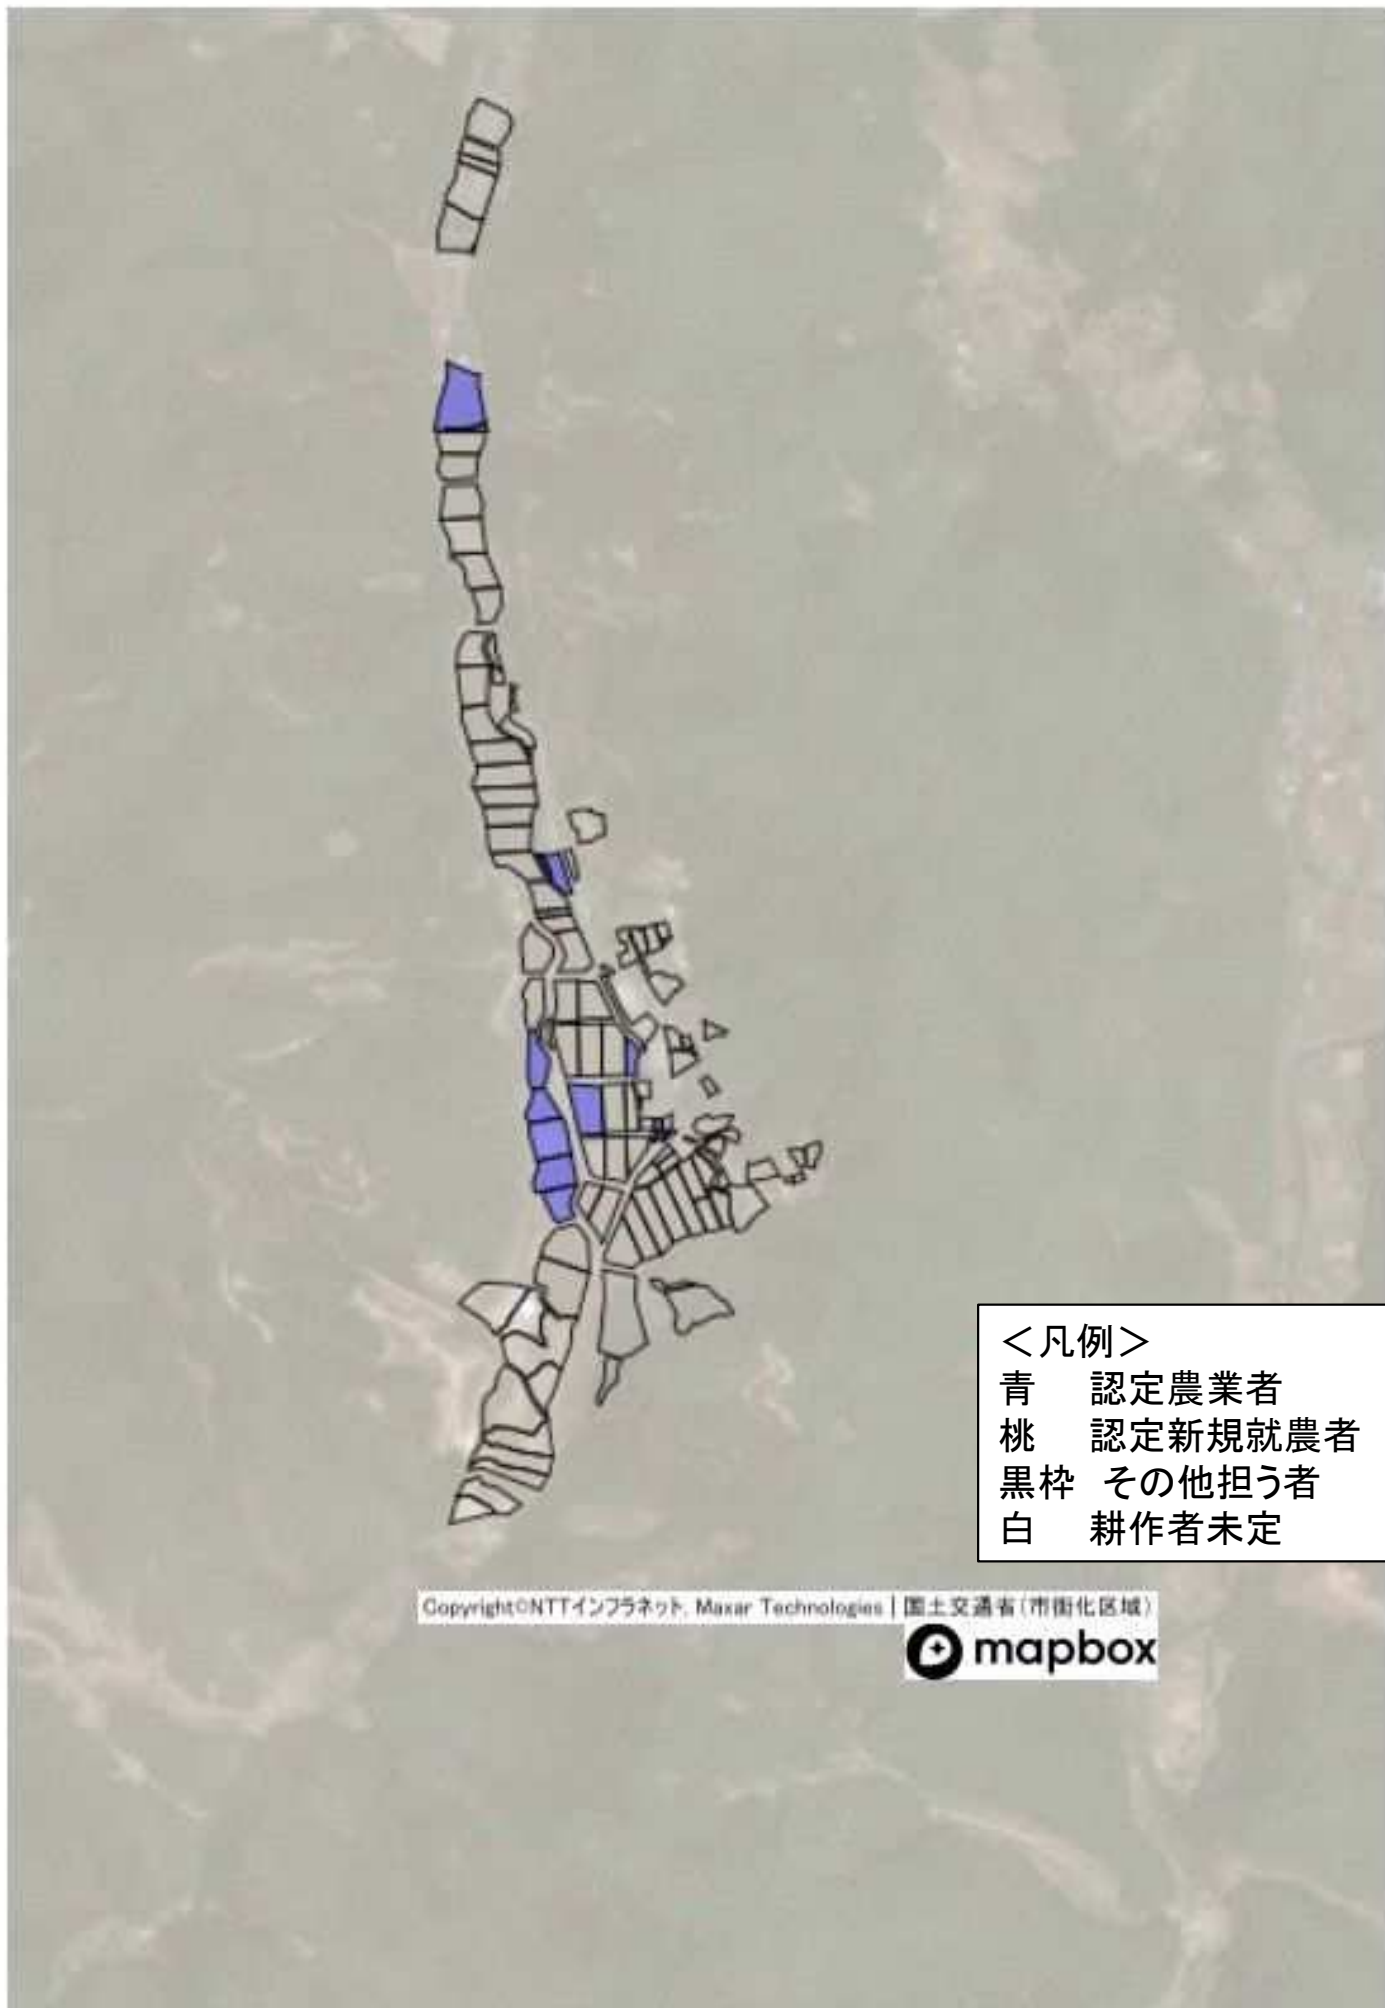 ＜凡例＞
青　認定農業者
桃　認定新規就農者
黒枠　その他担う者
白　耕作者未定
Copyright©NTTインフラネット, Maxar Technologies | 国土交通省(市街化区域)
mapbox